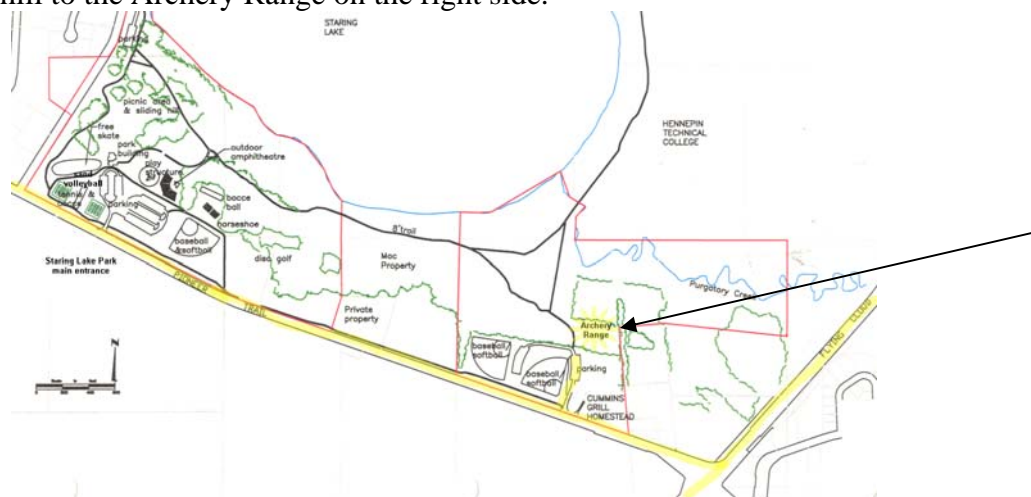 hill to the Archery Range on the right side.
STARING
LAKE
parking
picnic area
& sliding hill
HENNEPIN
TECHNICAL
COLLEGE
free
skate
park
building
outdoor
amphitheatre
play
structure
sand
volleyball
tennis &
parking
bocce
ball
horseshoe
8' trail
baseball
&softball
disc golf
Moc
Property
Staring Lake Park
main entrance
PIONEER
TRAIL
Purgatory Creek
Private
property
Archery
Range
FLYING CLOUD
baseball
softball
baseball
softball
parking
N
CUMMINS
GRILL
HOMESTEAD